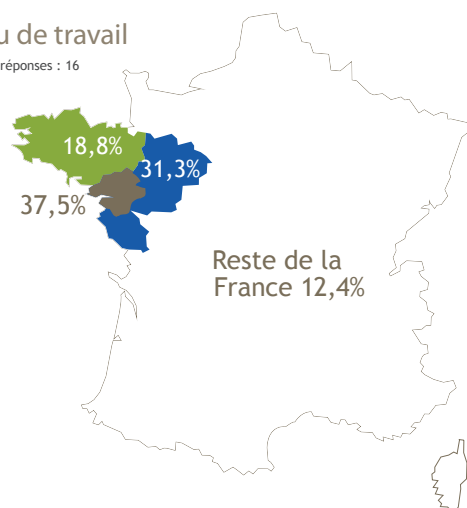 u de travail
réponses : 16
18,8%
31,3%
37,5%
Reste de la
France 12,4%